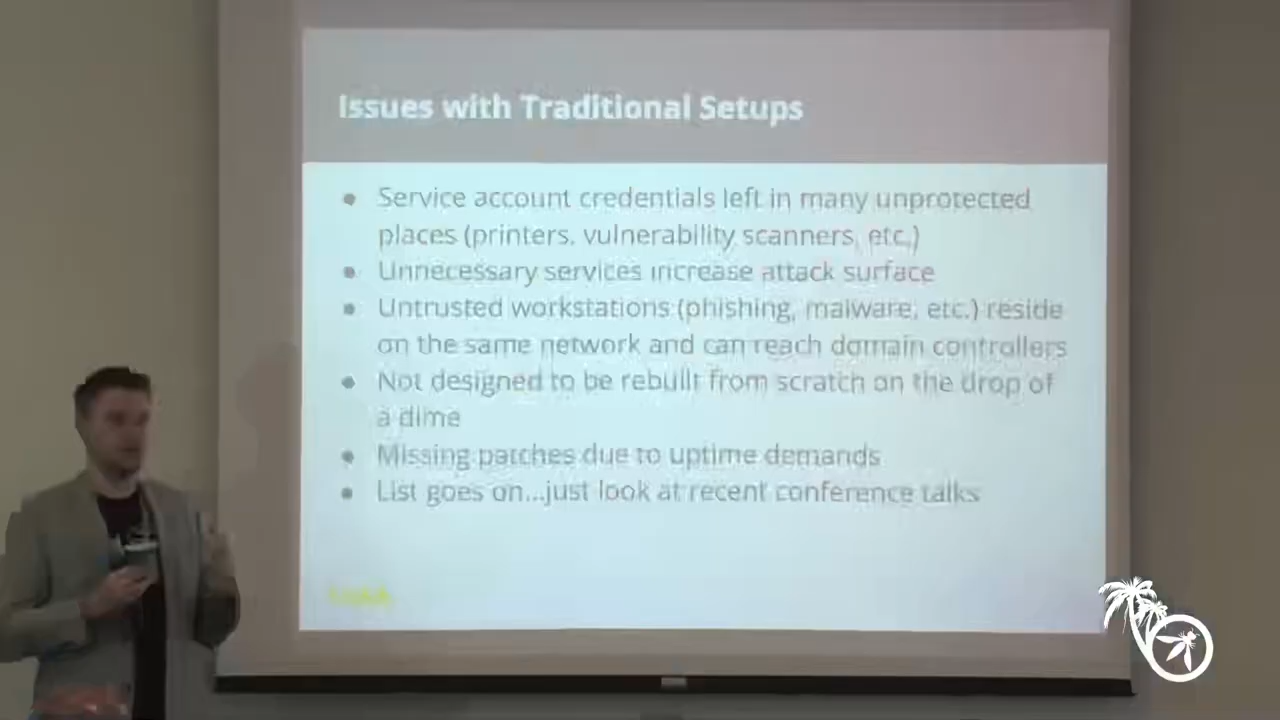 Issues with Traditional Setups
● Service account credentials left in many unprotected
places (printers, vulnerability scanners, etc.)
● Unnecessary services increase attack surface
● Untrusted workstations (phishing, malware, etc.) reside
on the same network and can reach domain controllers
● Not designed to be rebuilt from scratch on the drop of
a dime
● Missing patches due to uptime demands
● List goes on...just look at recent conference talks